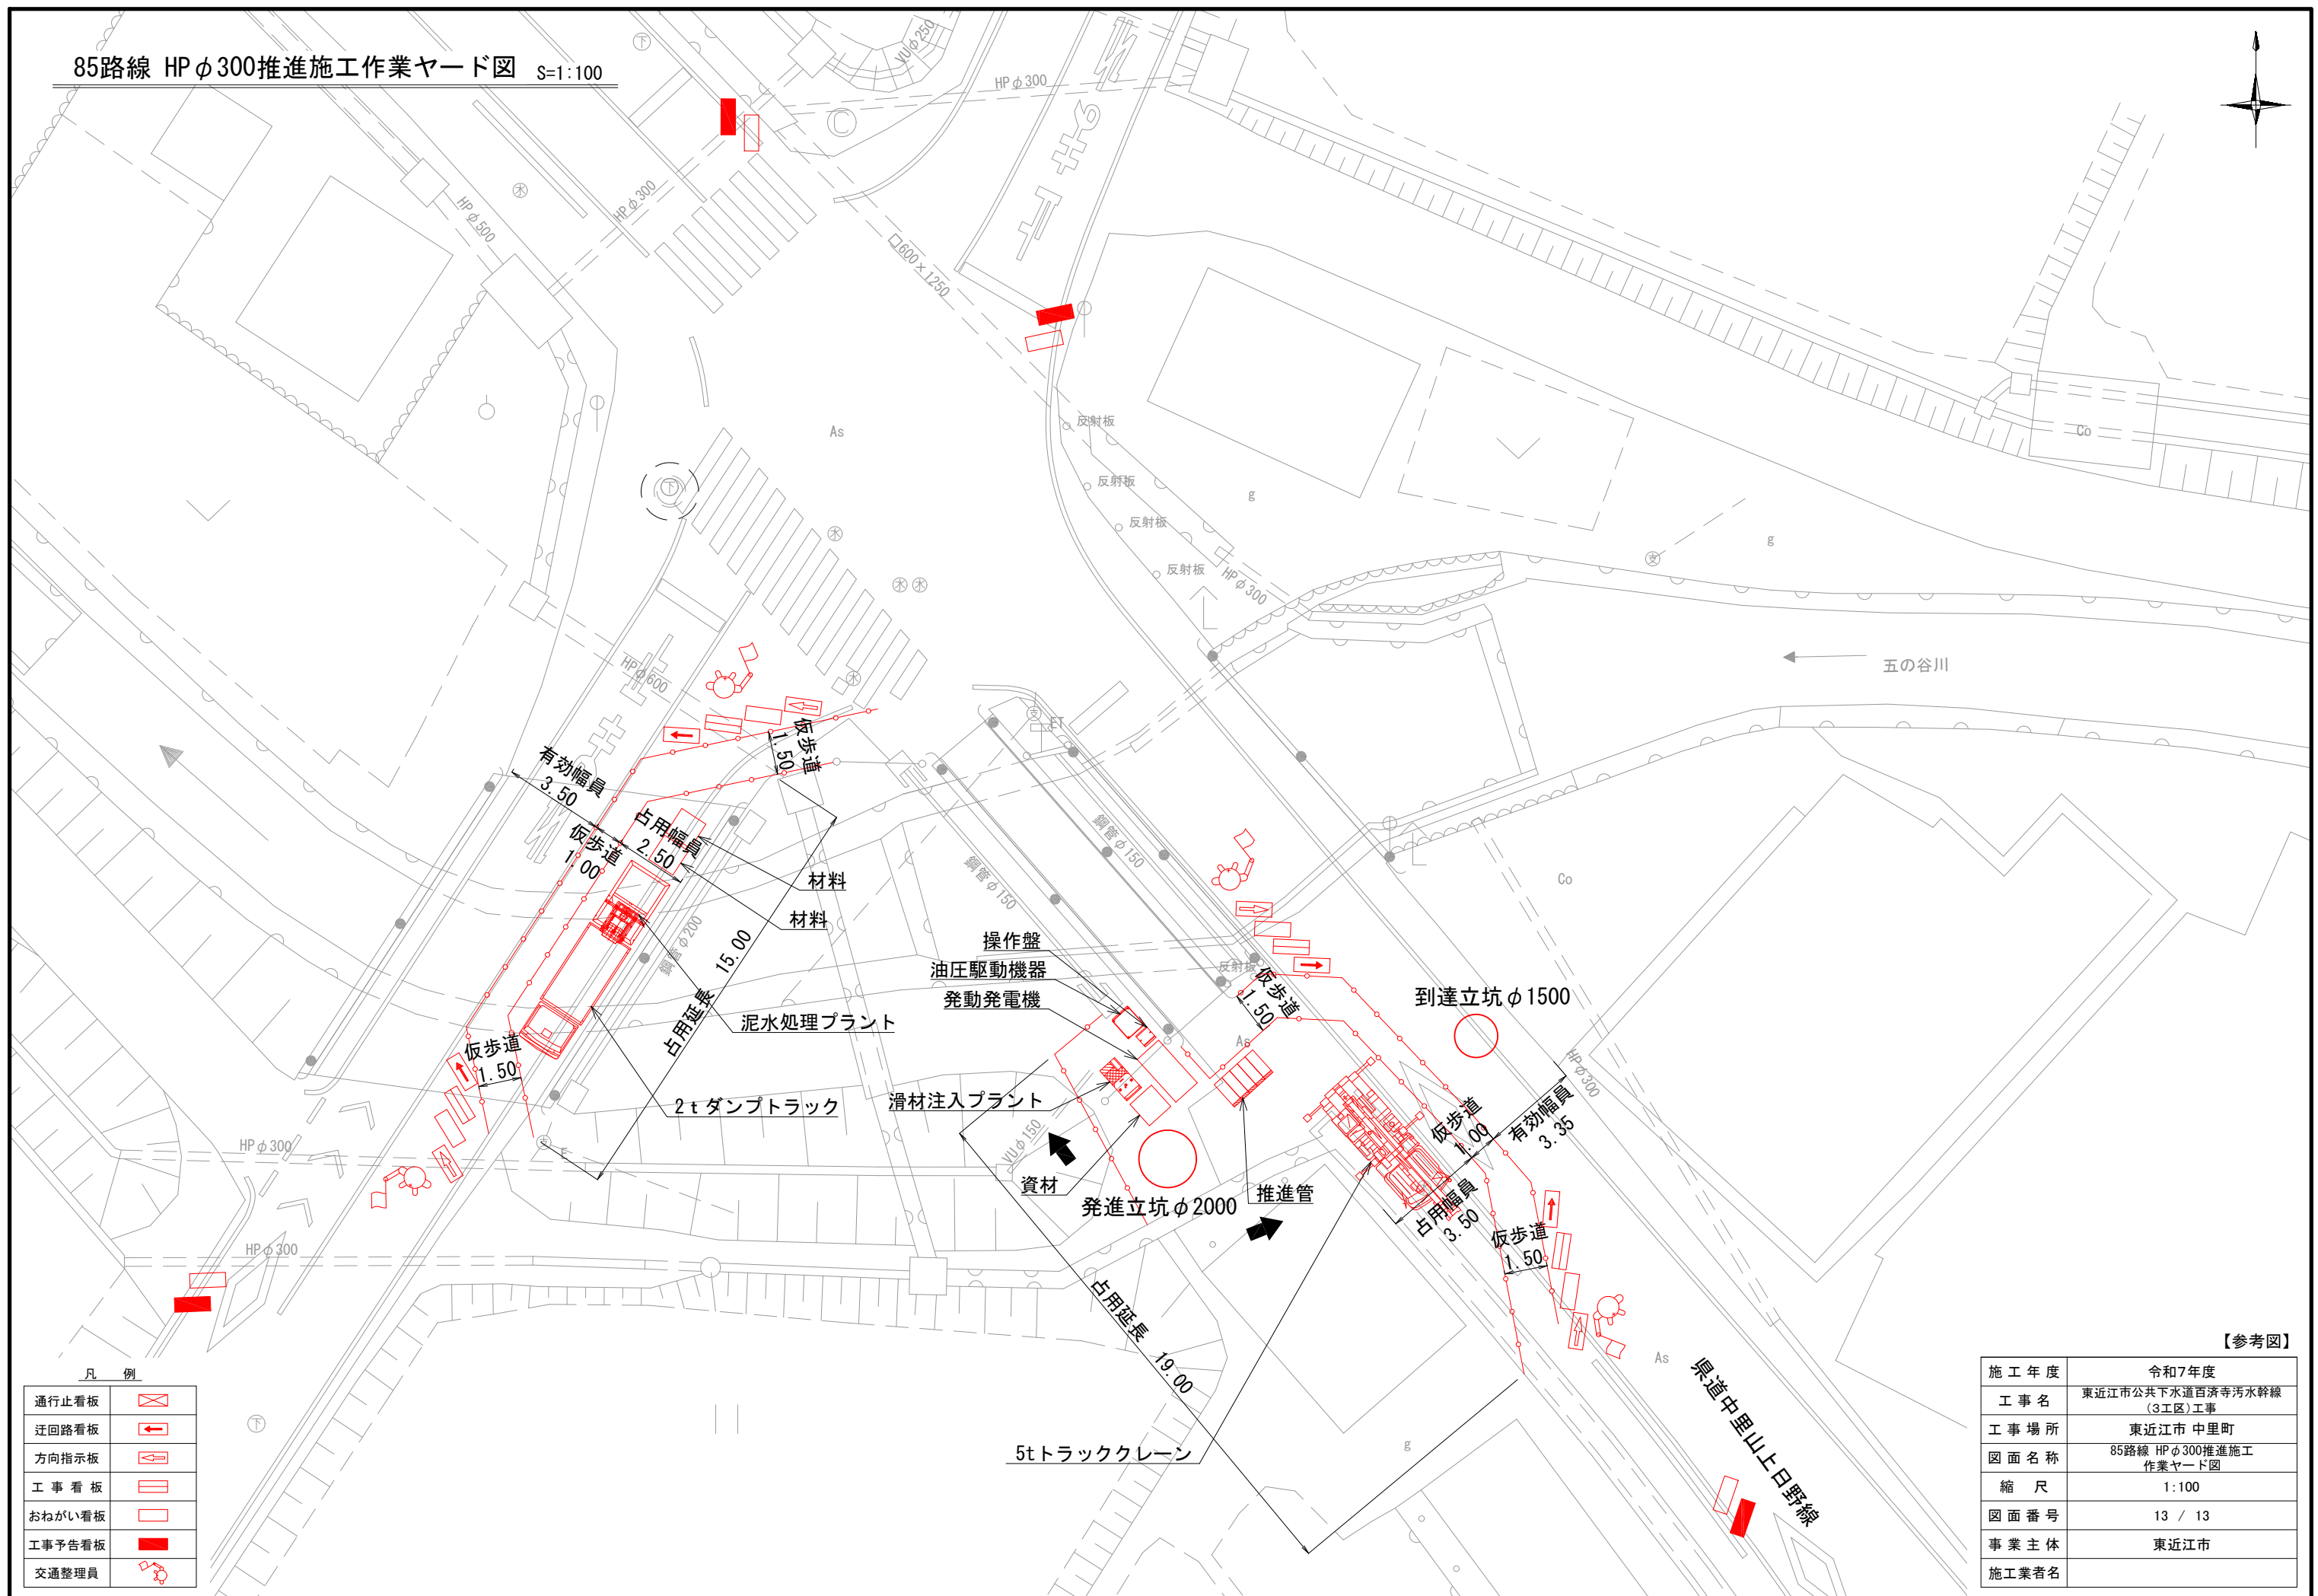 85路線 HPφ300推進施工作業ヤード図 S=1:100
下
VUφ250
HPφ300
C
トマレ
水
HPφ300
HPφ500
□600×1250
As
反射板
反射板
反射板
反射板
g
g
Co
支
下
水
水 水
水
HPφ300
HPφ600
五の谷川
支
ET
仮歩道
1.50
有効幅員
3.50
仮歩道
1.00
占用幅員
2.50
鋼管φ150
鋼管φ150
材料
材料
Co
鋼管φ200
占用延長 15.00
操作盤
油圧駆動機器
発動発電機
反射板
仮歩道
1.50
到達立坑φ1500
泥水処理プラント
As
仮歩道
1.50
HPφ300
2tダンプトラック
滑材注入プラント
仮歩道
1.00
有効幅員
3.35
VUφ150
HPφ300
支
E
資材
推進管
発進立坑φ2000
占用幅員
3.50
仮歩道
1.50
HPφ300
占用延長 19.00
As
県道中里山上日野線
5tトラッククレーン
g
下
凡 例
通行止看板
迂回路看板
方向指示板
工事看板
おねがい看板
工事予告看板
交通整理員
【参考図】
施工年度 令和7年度
工事名 東近江市公共下水道百済寺汚水幹線
(3工区)工事
工事場所 東近江市 中里町
図面名称 85路線 HPφ300推進施工
作業ヤード図
縮尺 1:100
図面番号 13 / 13
事業主体 東近江市
施工業者名